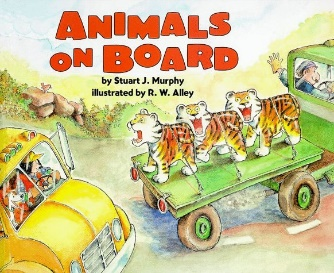 ANIMALS
ON BOARD
by Stuart J. Murphy
illustrated by R. W. Alley